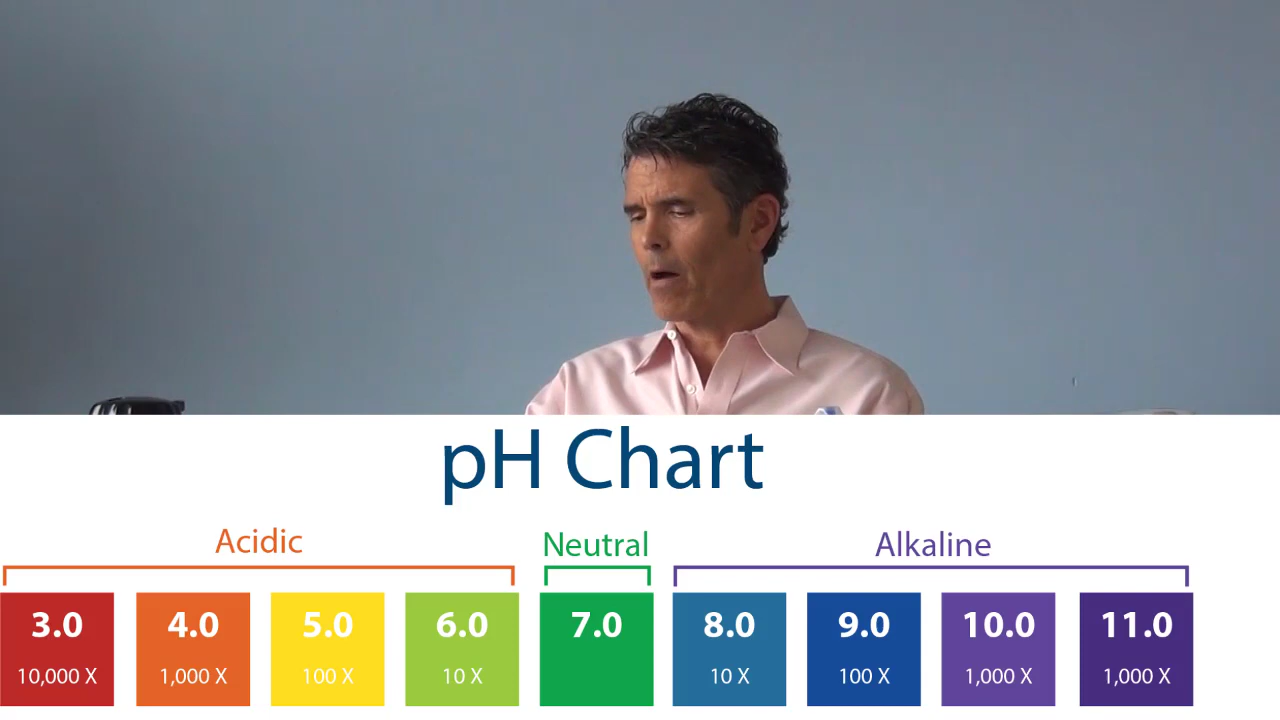 pH Chart
Acidic Neutral Alkaline
3.0 4.0 5.0 6.0 7.0 8.0 9.0 10.0 11.0
10,000 X 1,000 X 100 X 10 X 10 X 100 X 1,000 X 1,000 X